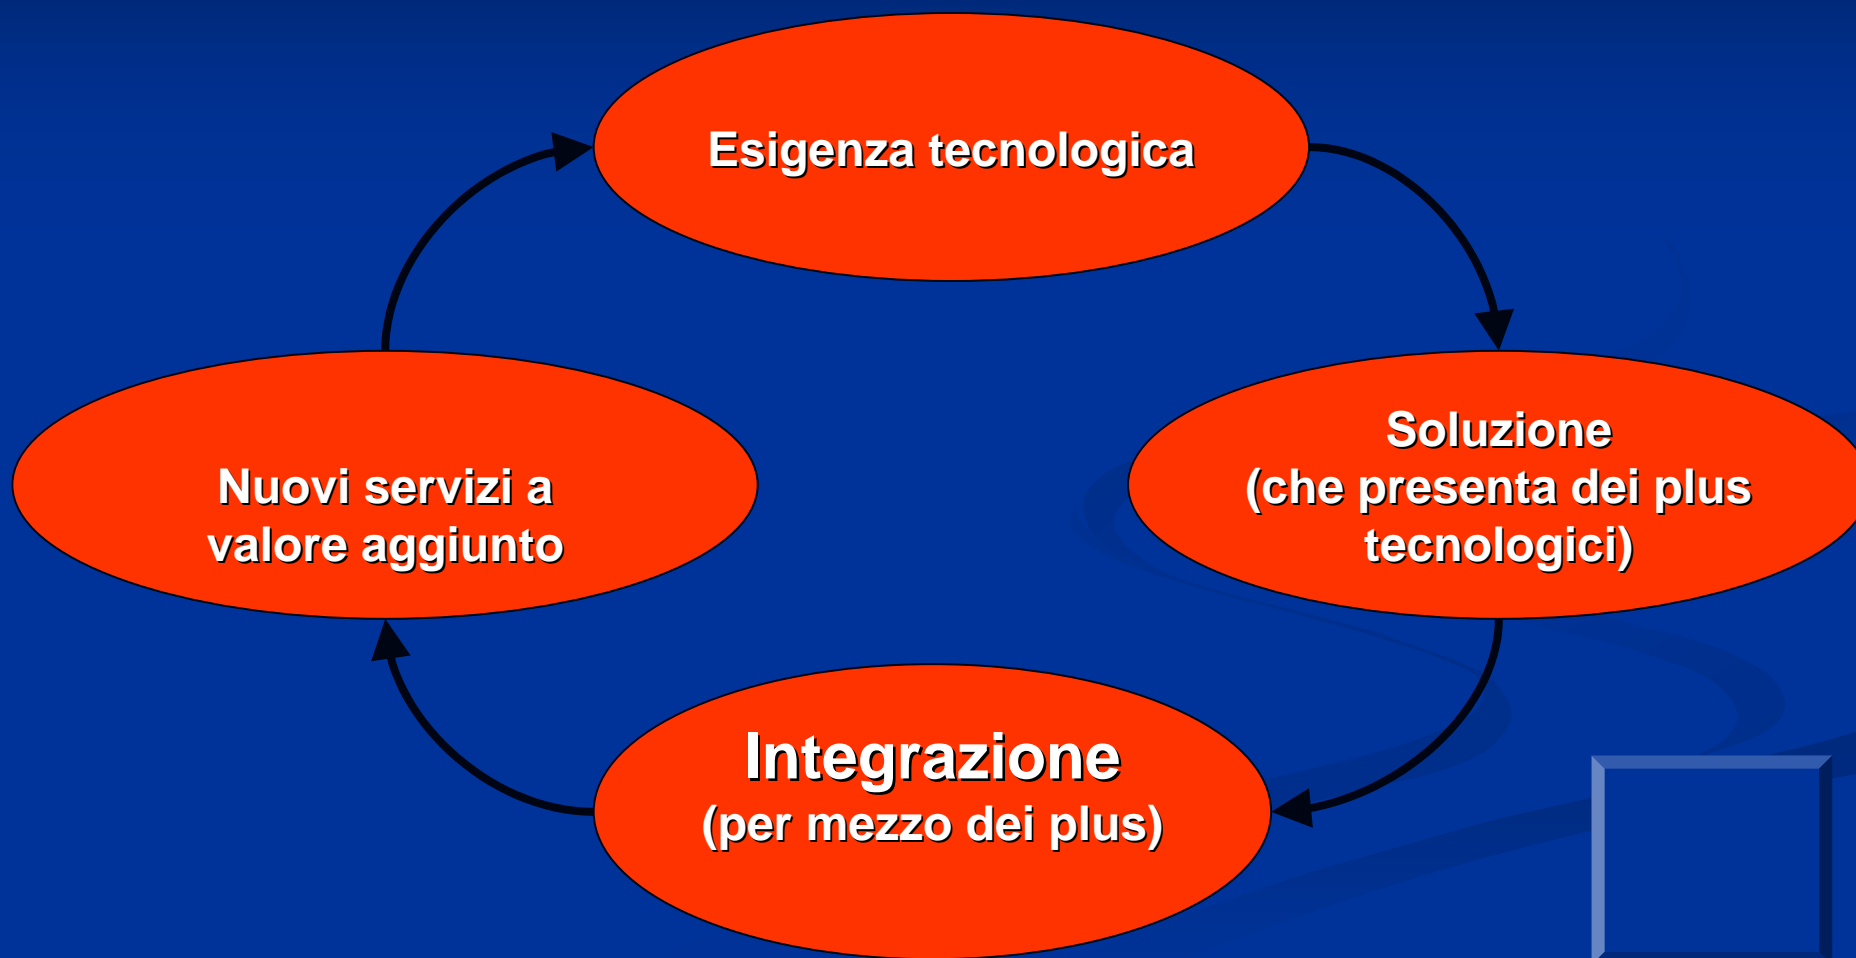 Esigenza tecnologica
Soluzione
(che presenta dei plus
tecnologici)
Nuovi servizi a
valore aggiunto
Integrazione
(per mezzo dei plus)